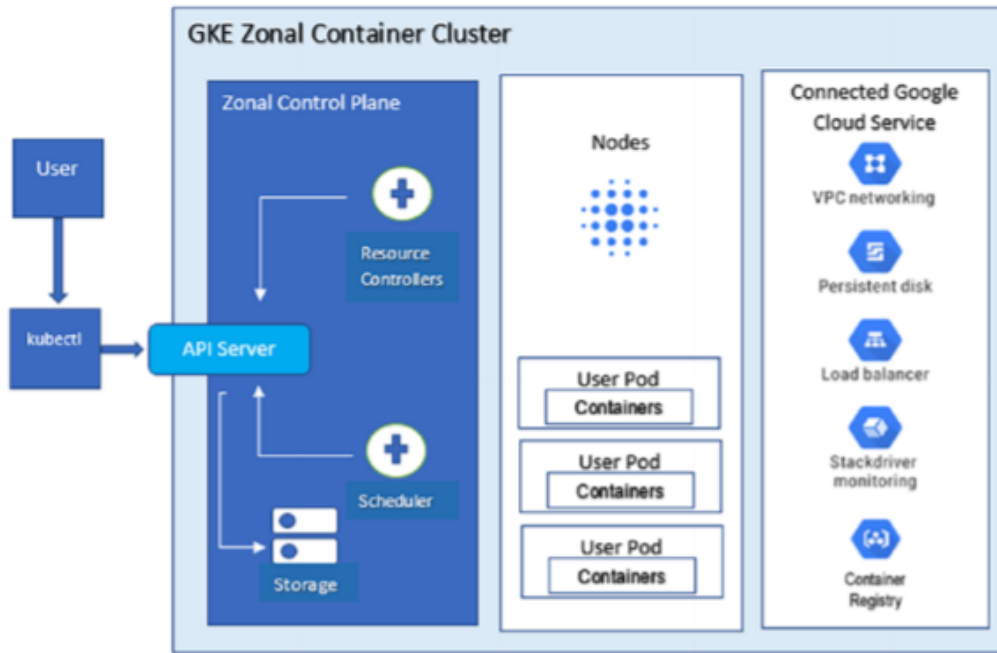 GKE Zonal Container Cluster
User
kubectl
API Server
Zonal Control Plane
Resource
Controllers
Scheduler
Storage
Nodes
User Pod
Containers
User Pod
Containers
User Pod
Containers
Connected Google
Cloud Service
VPC networking
Persistent disk
Load balancer
Stackdriver
monitoring
Container
Registry